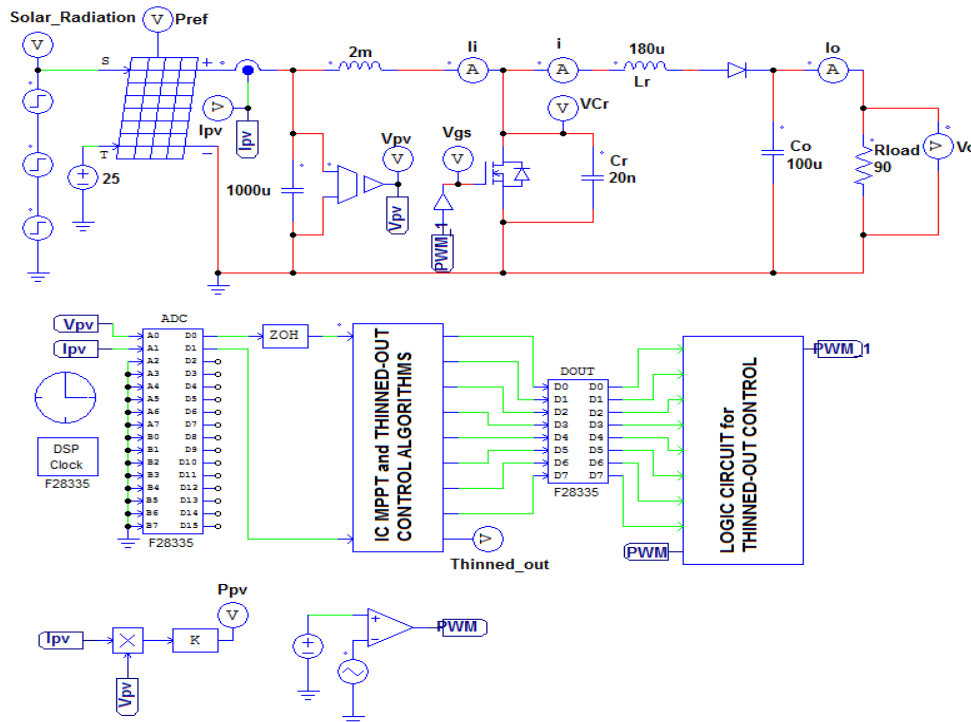 Solar_Radiation
V
V
Pref
S
+
T
-
25
Ipv
V
Ipv
1000u
2m
Ii
A
i
A
180u
Lr
Io
A
Vpv
V
Vpv
Vgs
V
PWM_1
VCr
V
Cr
20n
Co
100u
Rload
90
V
Vo
Vpv
Ipv
ADC
A0 D0
A1 D1
A2 D2
A3 D3
A4 D4
A5 D5
A6 D6
A7 D7
B0 D8
B1 D9
B2 D10
B3 D11
B4 D12
B5 D13
B6 D14
B7 D15
F28335
DSP
Clock
F28335
ZOH
IC MPPT and THINNED-OUT
CONTROL ALGORITHMS
V
Thinned_out
DOUT
D0 D0
D1 D1
D2 D2
D3 D3
D4 D4
D5 D5
D6 D6
D7 D7
F28335
LOGIC CIRCUIT for
THINNED-OUT CONTROL
PWM_1
PWM
Ipv
Vpv
K
Ppv
V
+
-
PWM